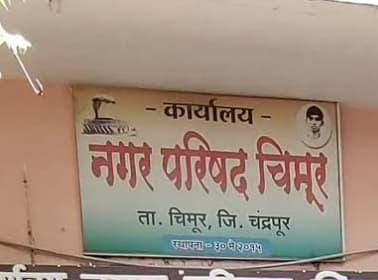 - कार्यालय -
नगर परिषद चिमूर
ता. चिमूर, जि. चंद्रपूर
स्थापना - ३० मे २०१५